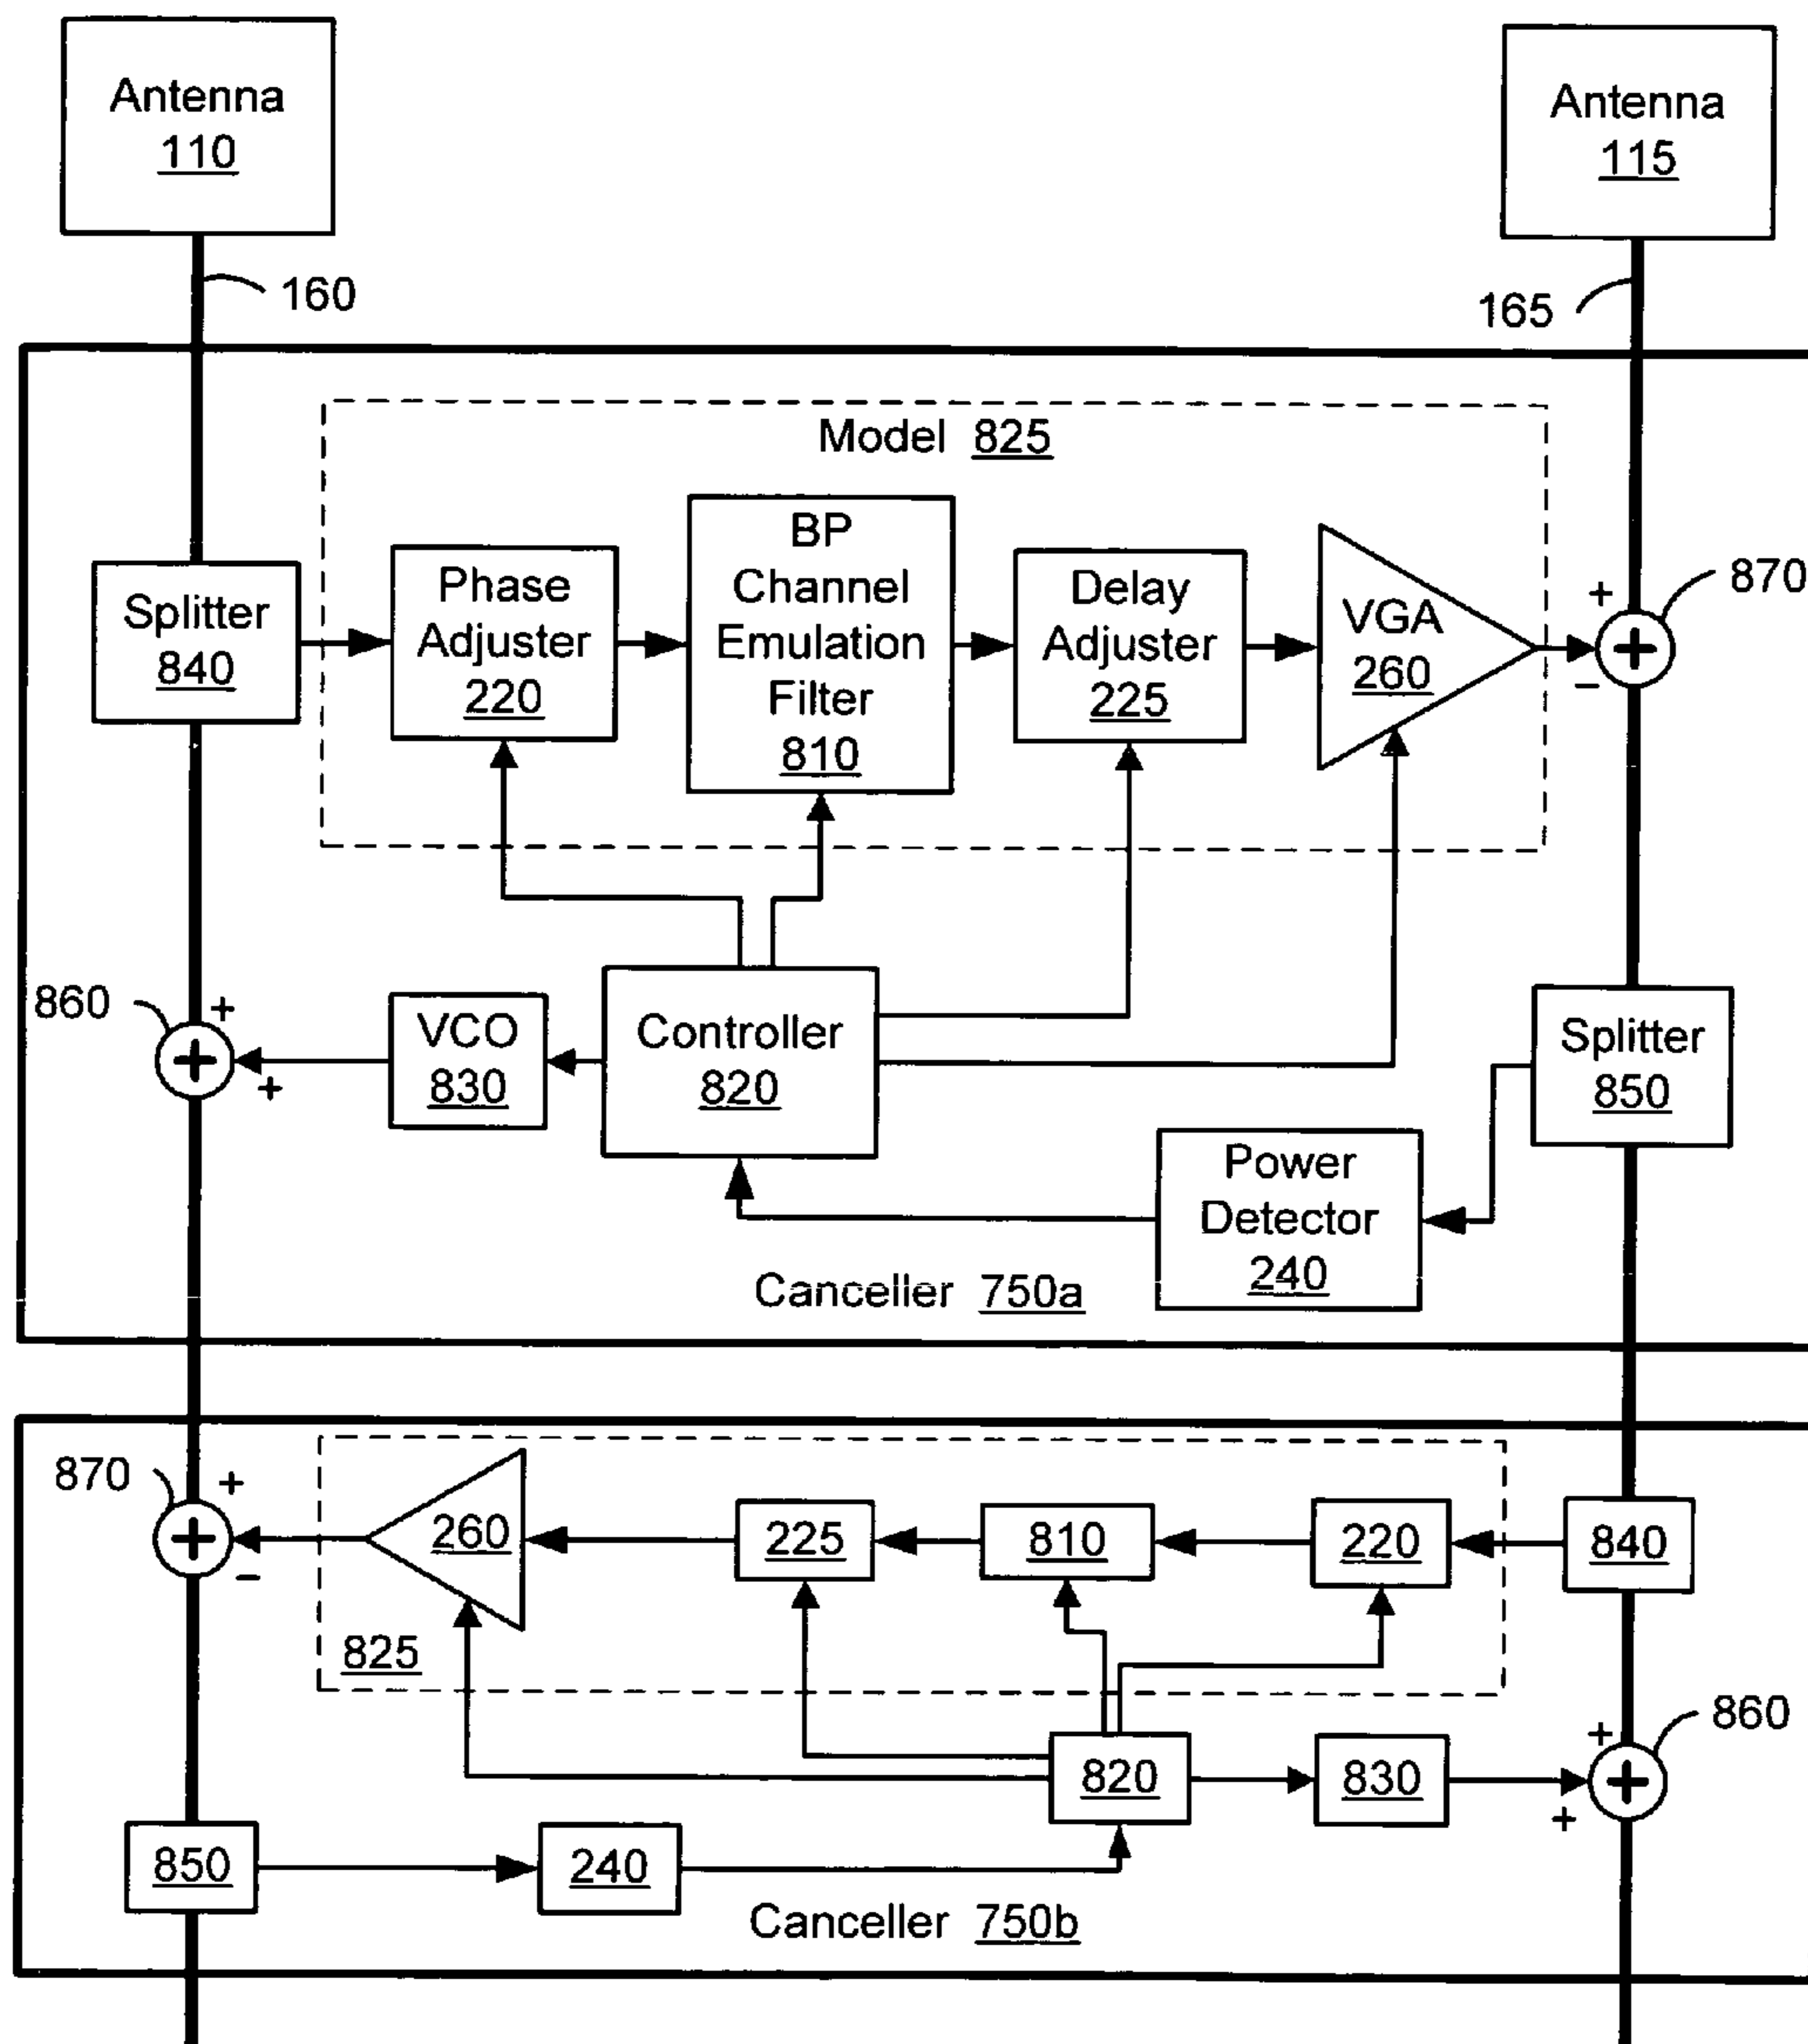 Antenna
110
Antenna
115
160
165
Model 825
BP
Channel
Emulation
Filter
810
Phase
Adjuster
220
Delay
Adjuster
225
VGA
260
+
870
+
−
Splitter
840
860
+
+
+
VCO
830
Controller
820
Splitter
850
Power
Detector
240
Canceller 750a
870
+
+
−
260
225
810
220
840
825
820
830
+
860
+
+
850
240
Canceller 750b